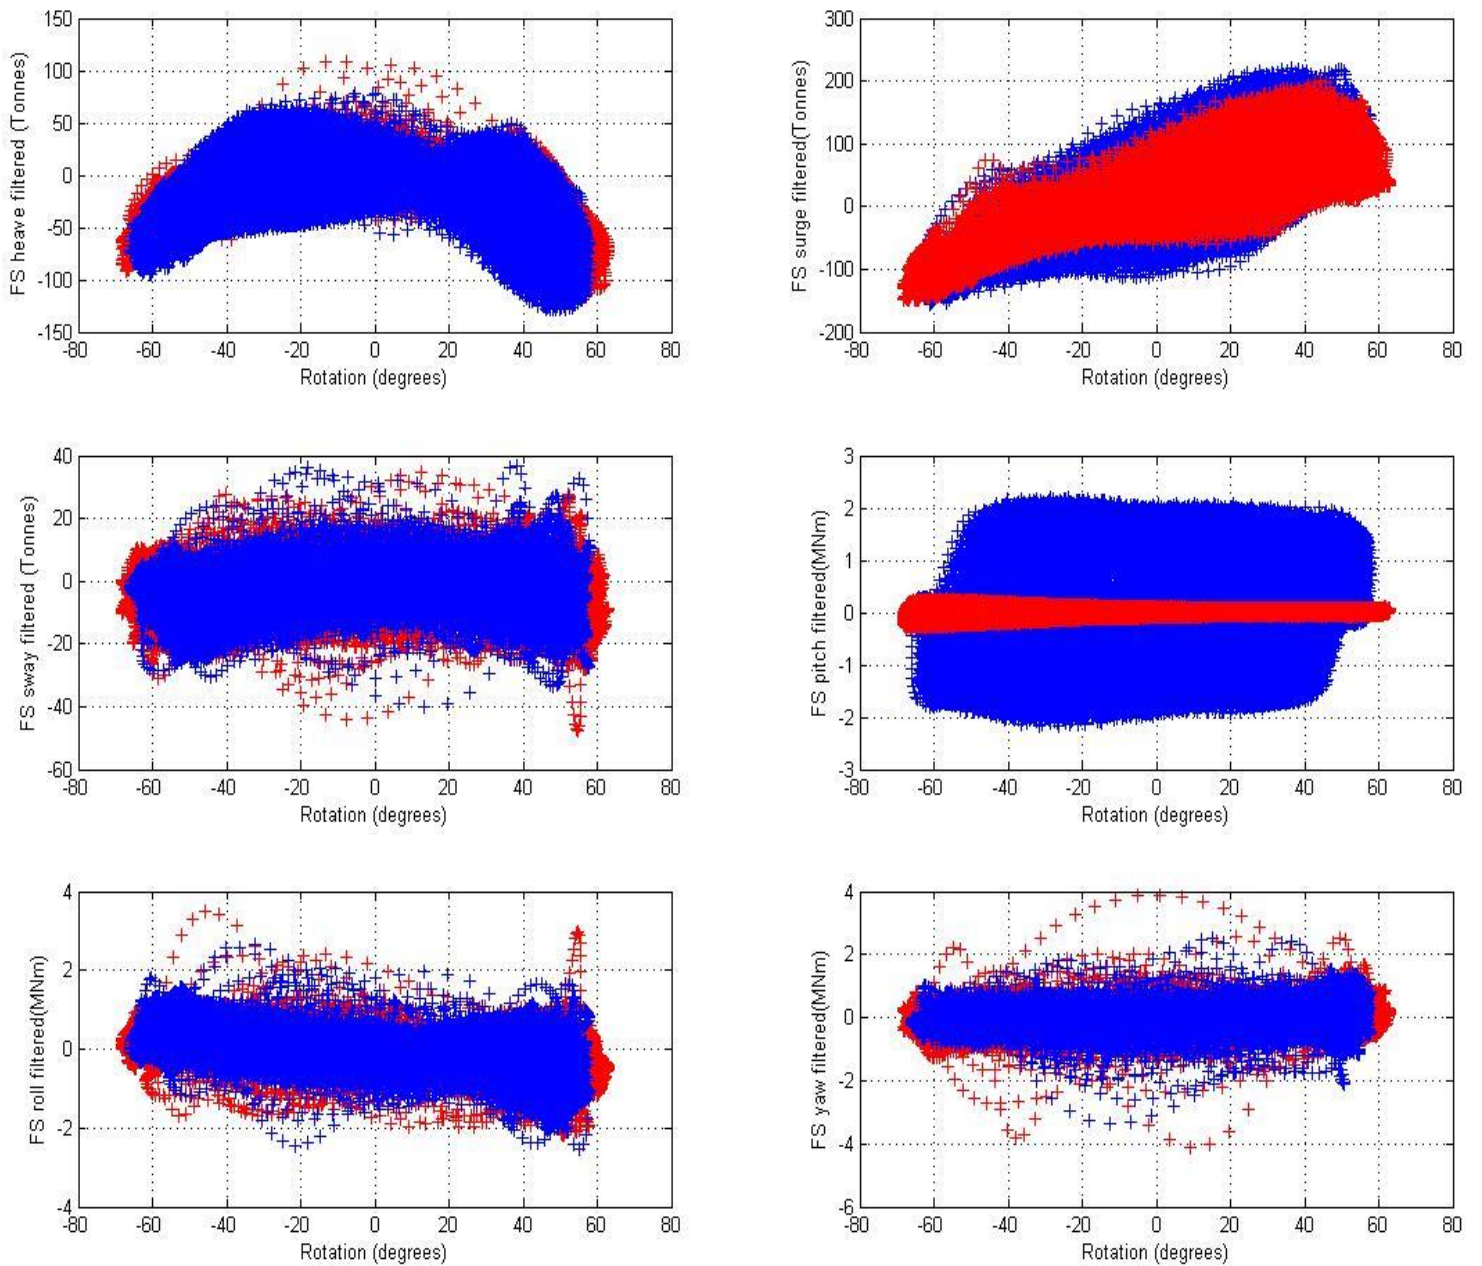 150
100
50
0
-50
-100
-150
-80 -60 -40 -20 0 20 40 60 80
FS heave filtered (Tonnes)
Rotation (degrees)
300
200
100
0
-100
-200
-80 -60 -40 -20 0 20 40 60 80
FS surge filtered(Tonnes)
Rotation (degrees)
40
20
0
-20
-40
-60
-80 -60 -40 -20 0 20 40 60 80
FS sway filtered (Tonnes)
Rotation (degrees)
3
2
1
0
-1
-2
-3
-80 -60 -40 -20 0 20 40 60 80
FS pitch filtered(MNm)
Rotation (degrees)
4
2
0
-2
-4
-80 -60 -40 -20 0 20 40 60 80
FS roll filtered(MNm)
Rotation (degrees)
4
2
0
-2
-4
-6
-80 -60 -40 -20 0 20 40 60 80
FS yaw filtered(MNm)
Rotation (degrees)